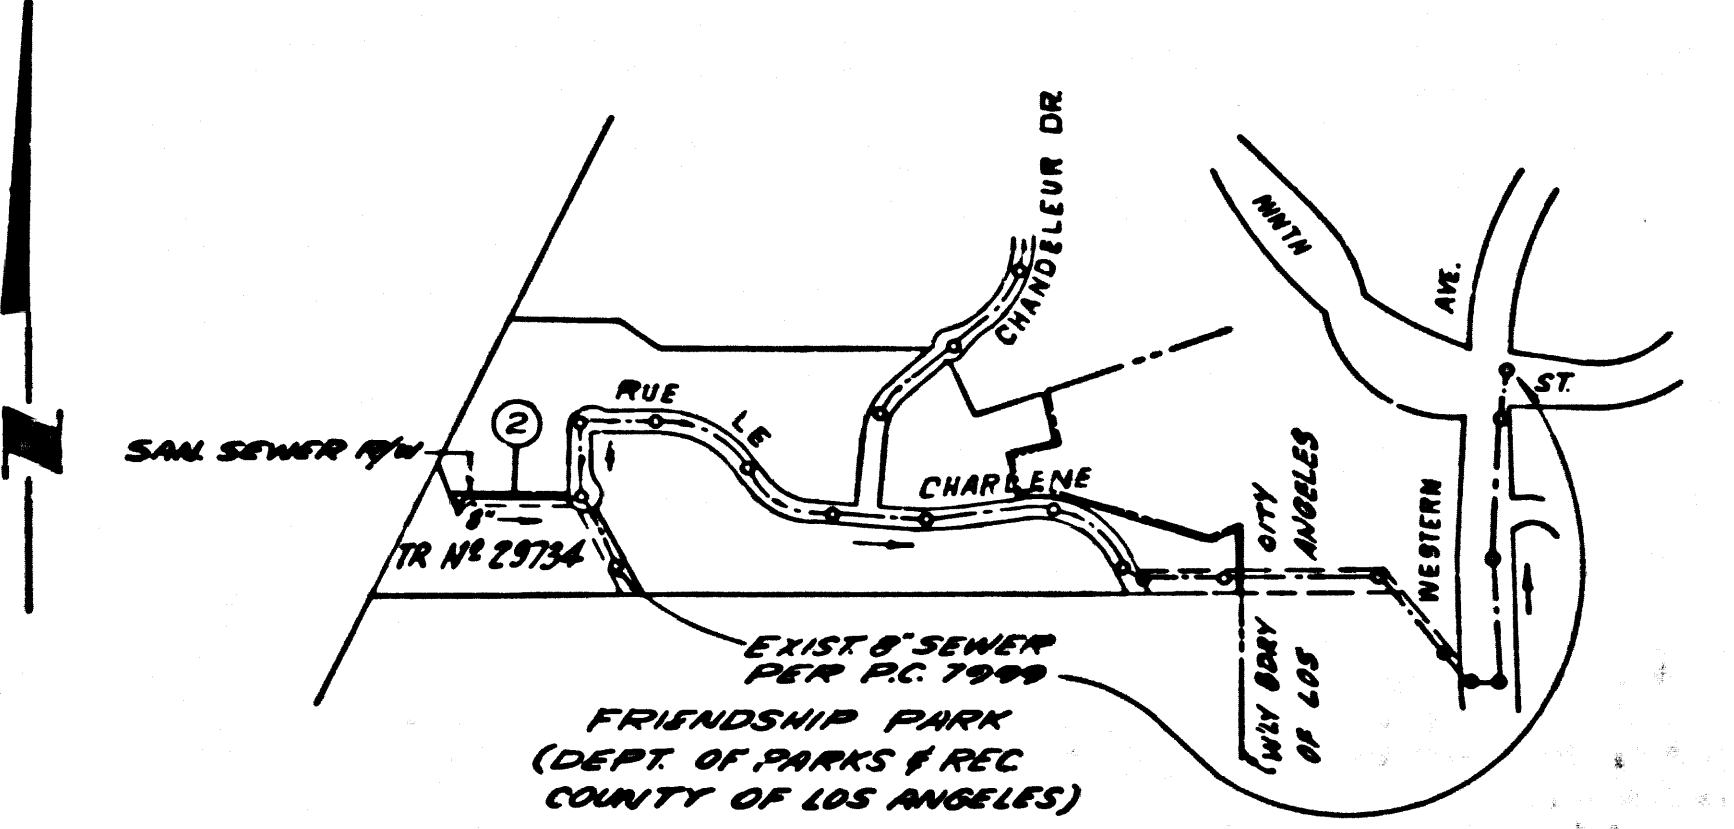 CHANDELEUR DR.
NINTH
AVE.
ST.
RUE
LE
CHARLENE
2
SAN. SEWER R/W
8"
TR Nº 29734
CITY
ANGELES
WESTERN
EXIST. 8" SEWER
PER P.C. 7999
W'LY BDRY
OF LOS
FRIENDSHIP PARK
(DEPT. OF PARKS & REC
COUNTY OF LOS ANGELES)
N